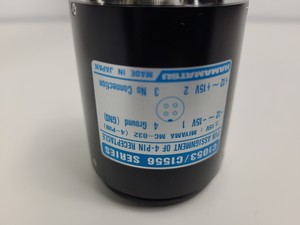 C1053/C1556 SERIES
PIN ASSIGNMENT OF 4-PIN RECEPTACLE
MIYAMA MC-032 (4-PIN)
-12 ~ -15V 1 4 Ground (GND)
+12 ~ +15V 2 3 No Connection
HAMAMATSU MADE IN JAPAN